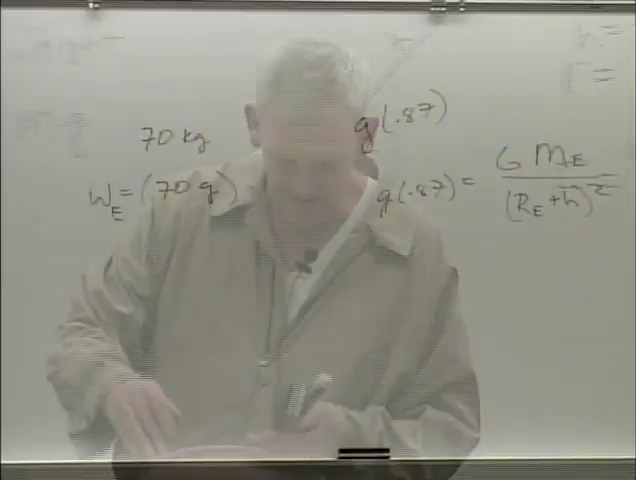 70 kg
g(.87)
W_E = (70 g)
g(.87) = G M_E / (R_E + h)^2